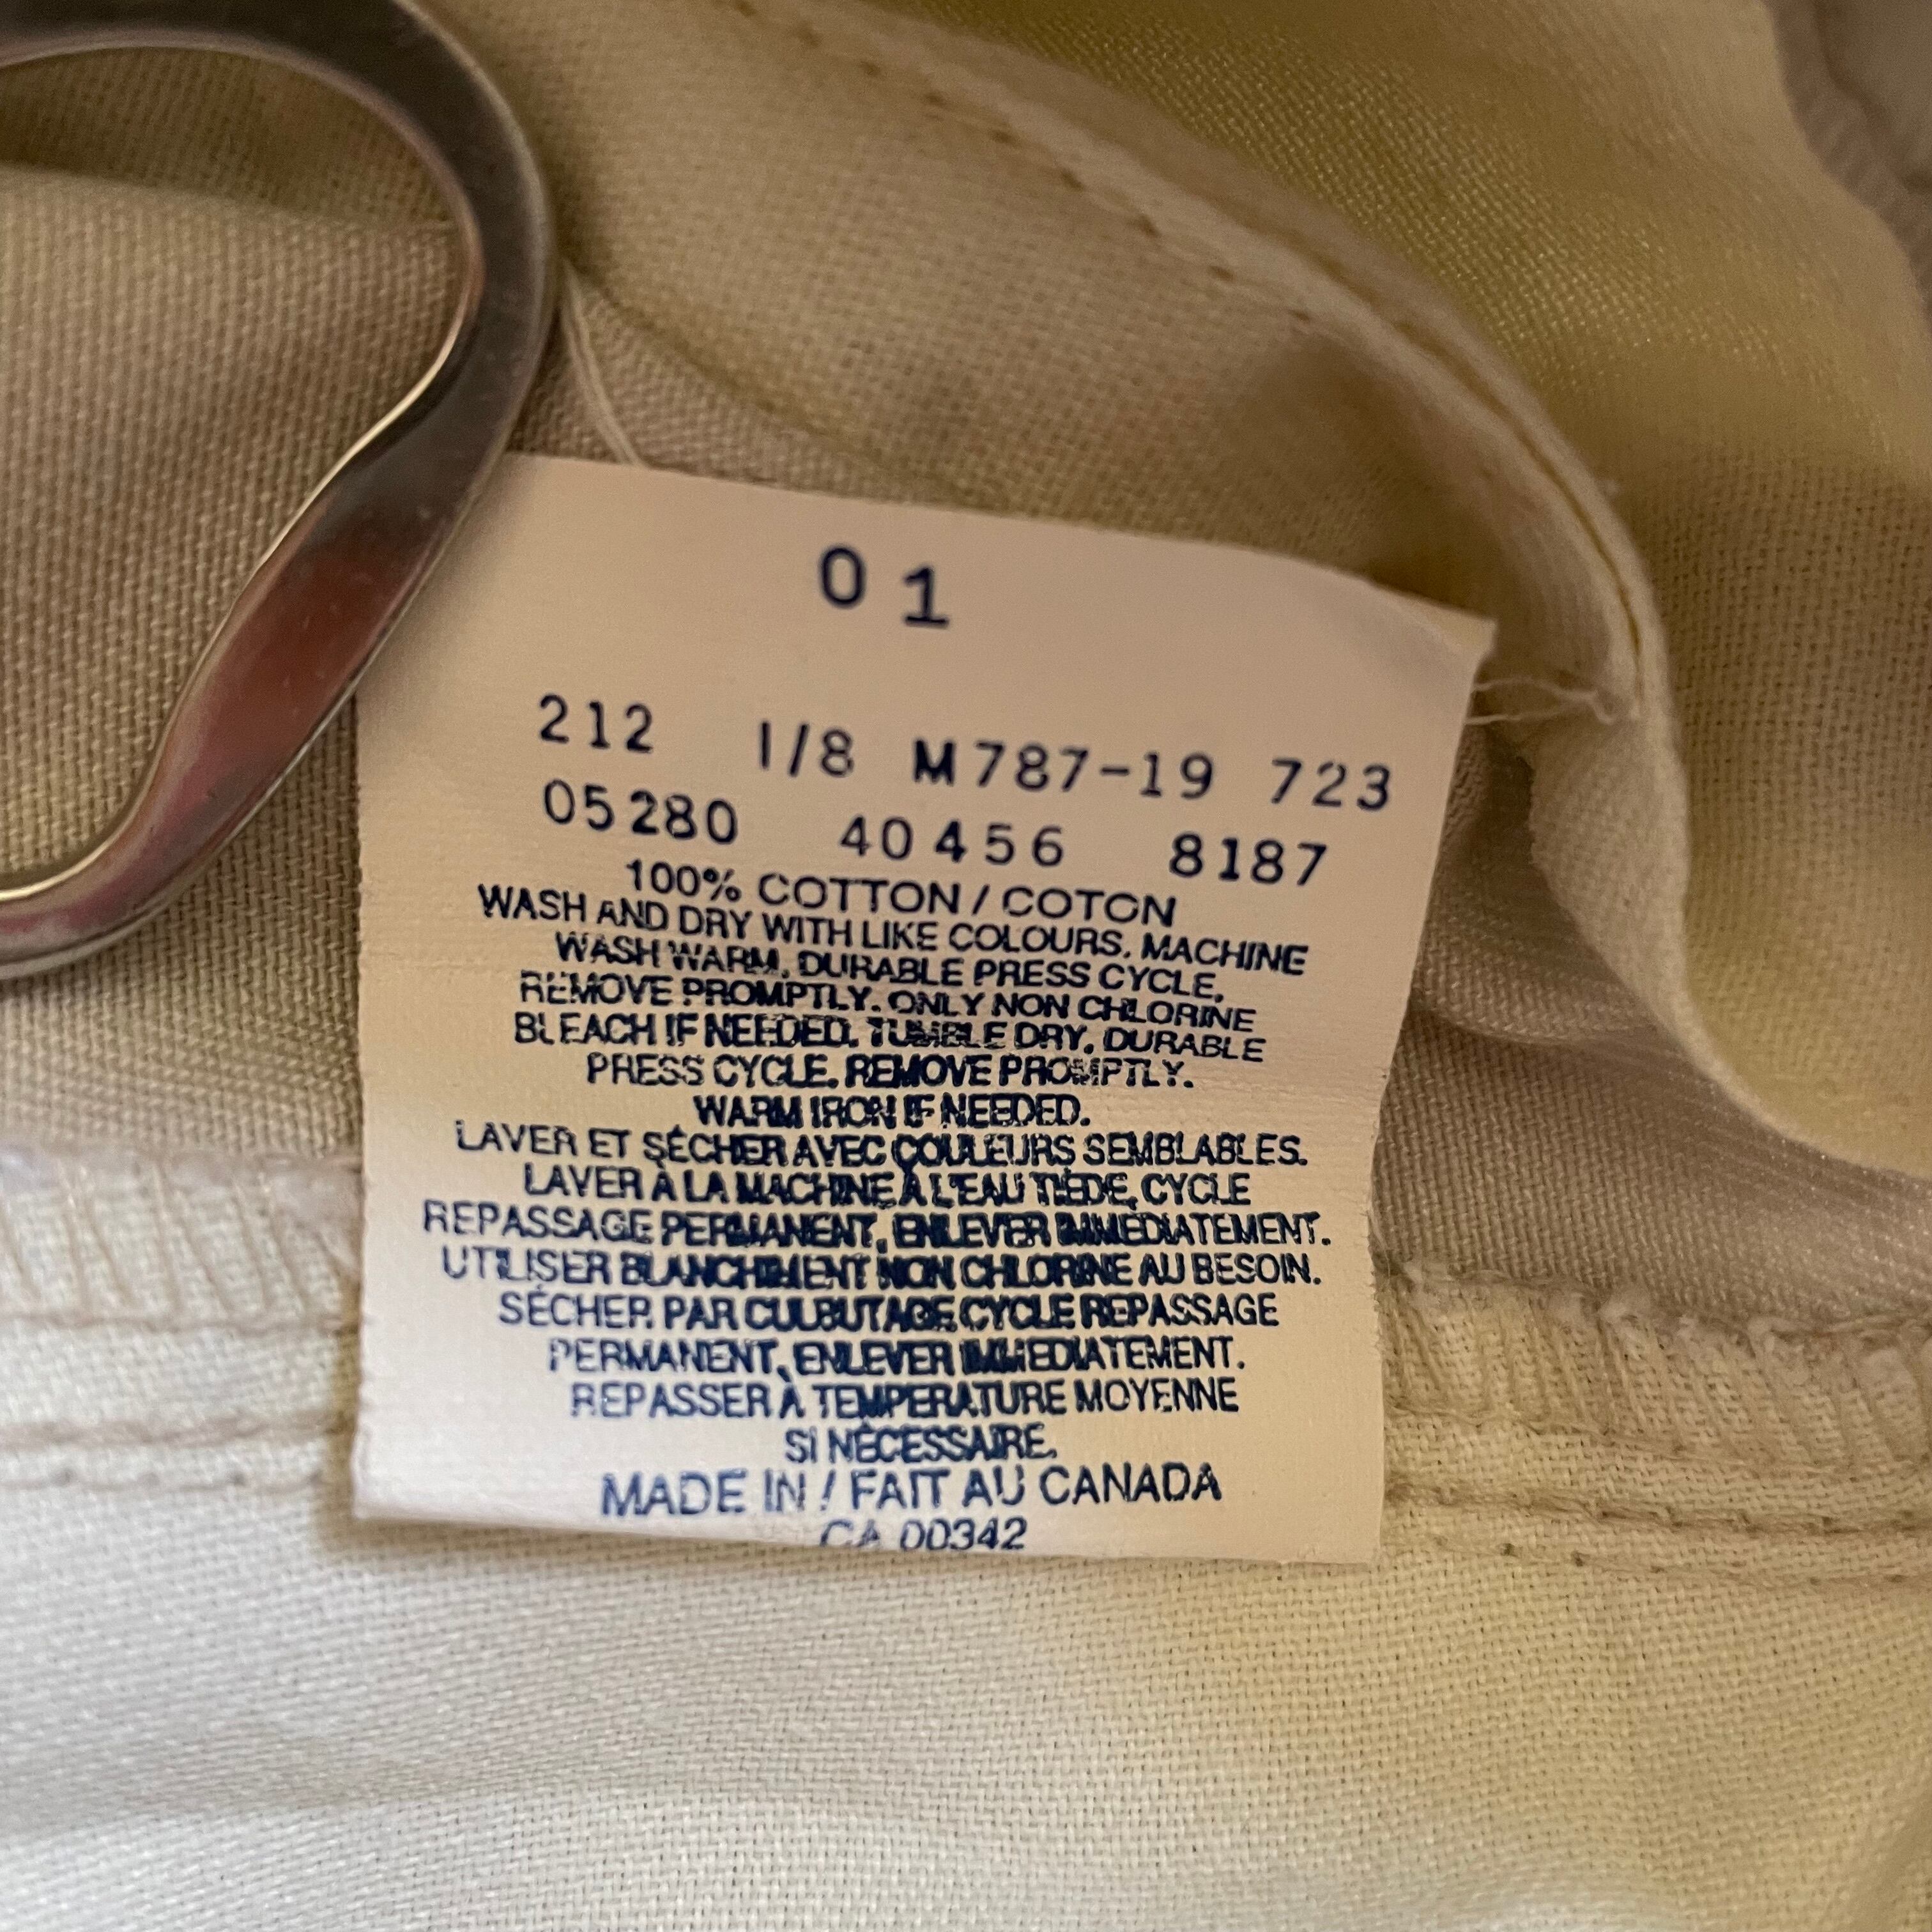 01
212 1/8 M787-19 723
05280 40456 8187
100% COTTON / COTON
WASH AND DRY WITH LIKE COLOURS. MACHINE
WASH WARM, DURABLE PRESS CYCLE,
REMOVE PROMPTLY. ONLY NON CHLORINE
BLEACH IF NEEDED. TUMBLE DRY, DURABLE
PRESS CYCLE. REMOVE PROMPTLY.
WARM IRON IF NEEDED.
LAVER ET SÉCHER AVEC COULEURS SEMBLABLES.
LAVER À LA MACHINE À L'EAU TIÈDE, CYCLE
REPASSAGE PERMANENT, ENLEVER IMMÉDIATEMENT.
UTILISER BLANCHIMENT NON CHLORINE AU BESOIN.
SÉCHER PAR CULBUTAGE CYCLE REPASSAGE
PERMANENT, ENLEVER IMMEDIATEMENT.
REPASSER À TEMPERATURE MOYENNE
SI NÉCESSAIRE.
MADE IN / FAIT AU CANADA
CA 00342